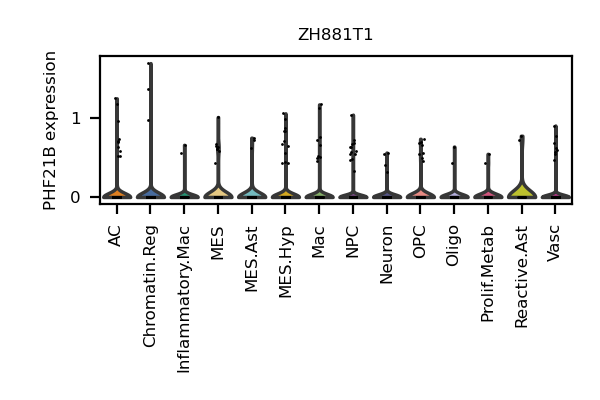 ZH881T1
PHF21B expression
1
0
AC
Chromatin.Reg
Inflammatory.Mac
MES
MES.Ast
MES.Hyp
Mac
NPC
Neuron
OPC
Oligo
Prolif.Metab
Reactive.Ast
Vasc